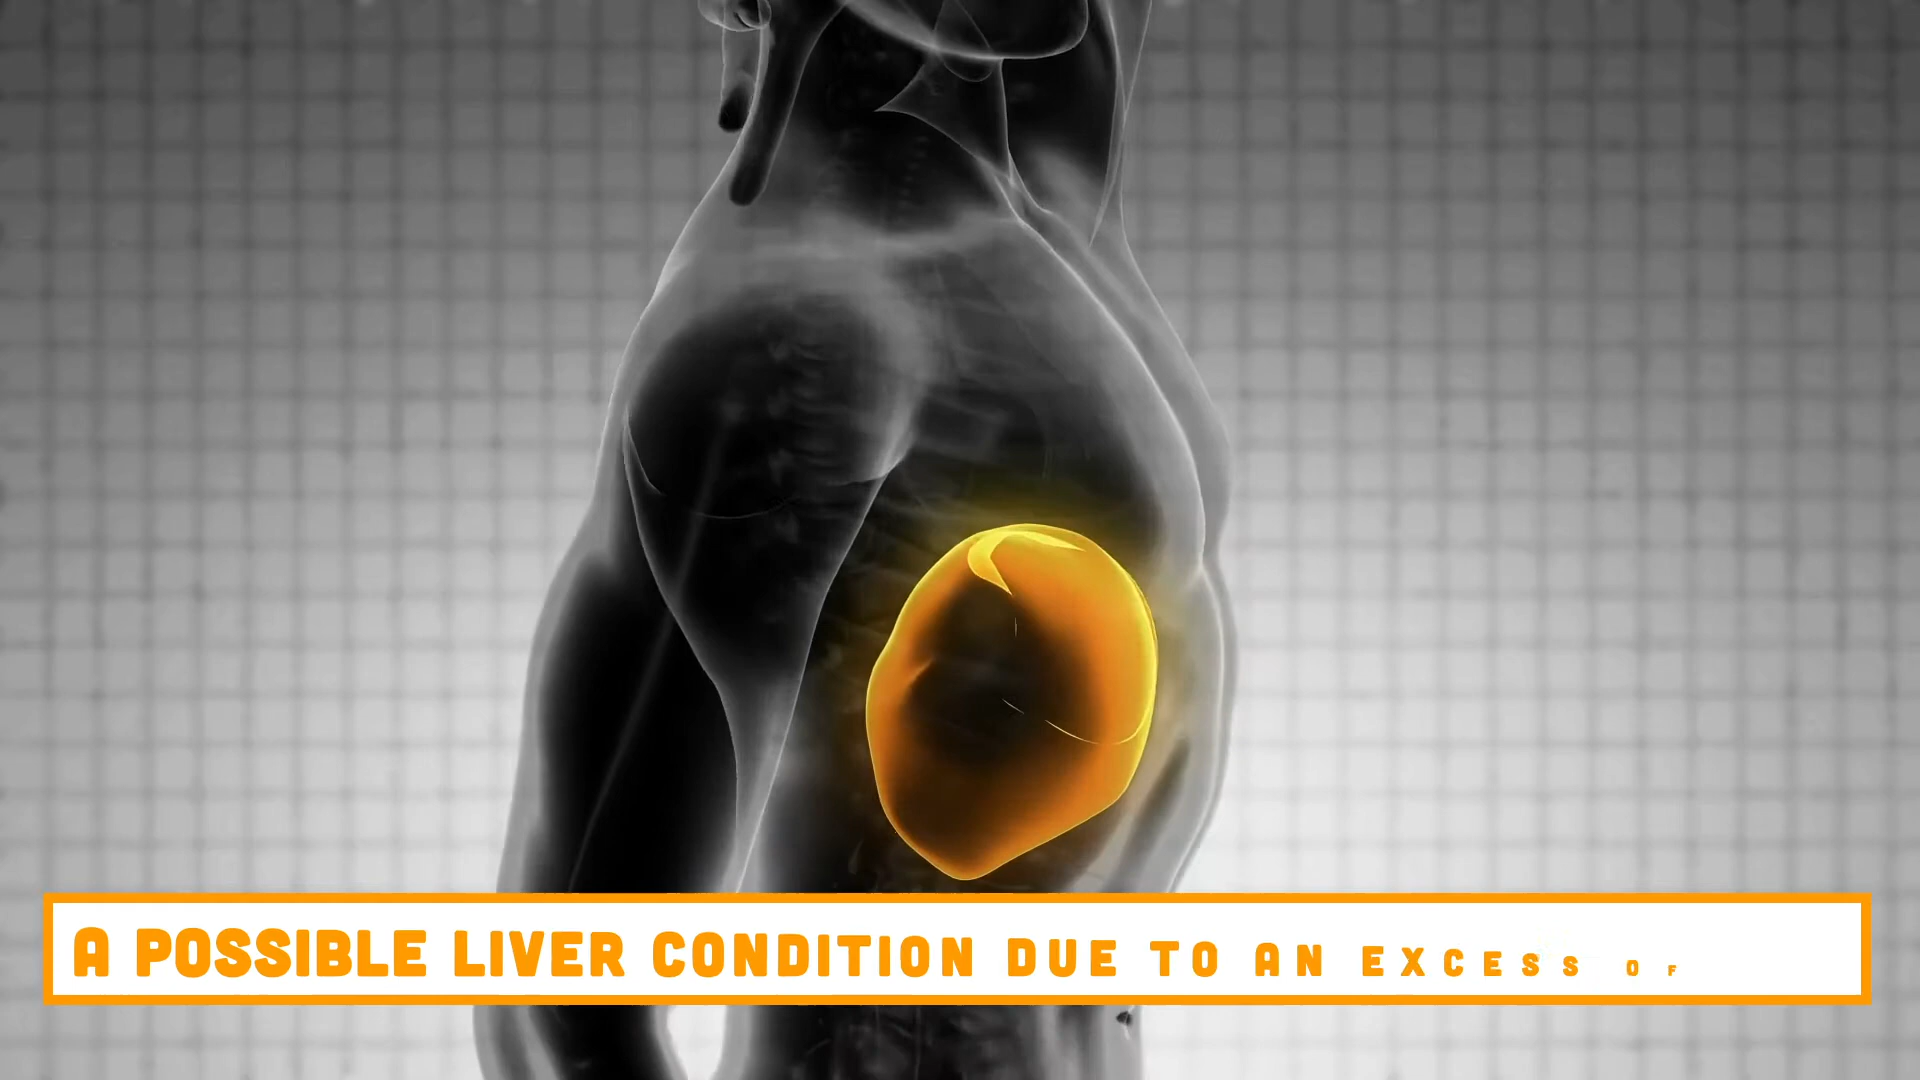 A POSSIBLE LIVER CONDITION DUE TO AN EXCESS OF